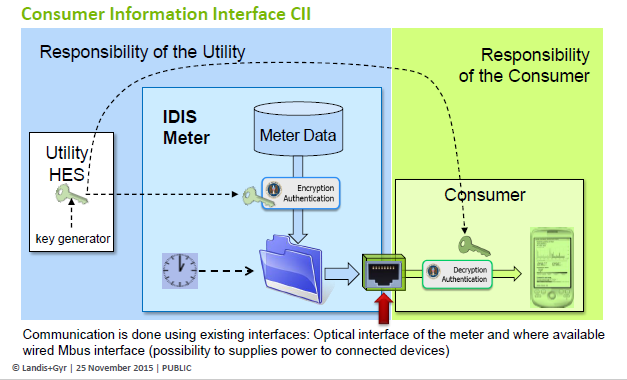 Consumer Information Interface CII
Responsibility of the Utility
Responsibility
of the Consumer
IDIS
Meter
Meter Data
Utility
HES
key generator
Encryption
Authentication
Consumer
Decryption
Authentication
Communication is done using existing interfaces: Optical interface of the meter and where available
wired Mbus interface (possibility to supplies power to connected devices)
© Landis+Gyr | 25 November 2015 | PUBLIC